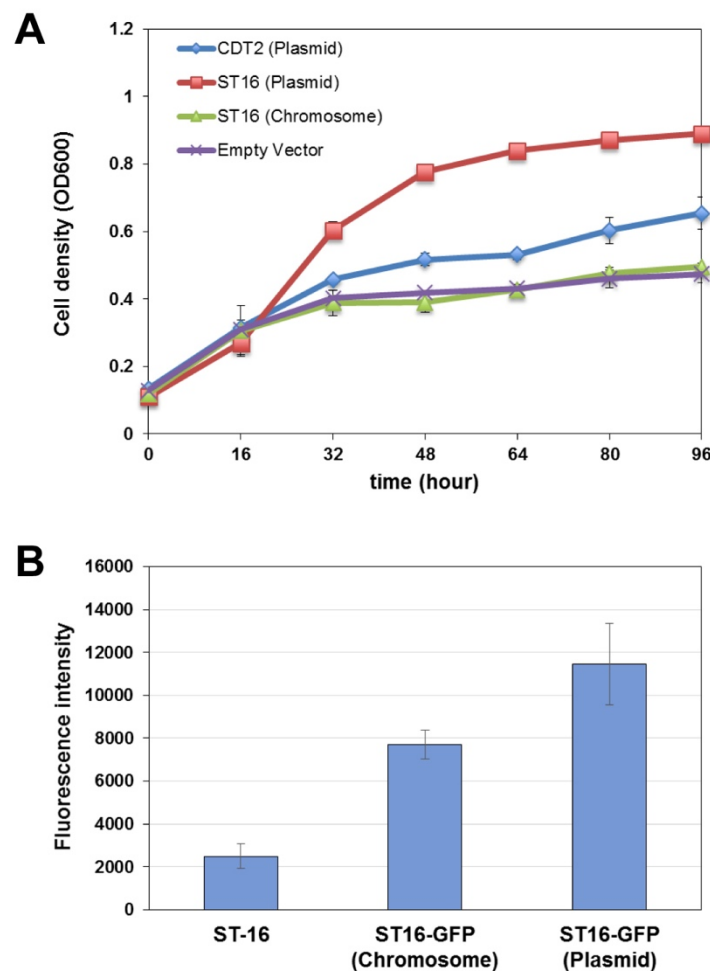 A
1.2
1
0.8
0.6
0.4
0.2
0
Cell density (OD600)
CDT2 (Plasmid)
ST16 (Plasmid)
ST16 (Chromosome)
Empty Vector
0 16 32 48 64 80 96
time (hour)
B
16000
14000
12000
10000
8000
6000
4000
2000
0
Fluorescence intensity
ST-16 ST16-GFP ST16-GFP
(Chromosome) (Plasmid)